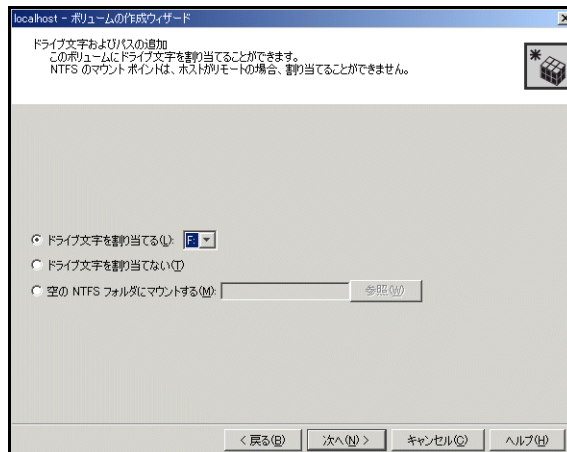 localhost - ボリュームの作成ウィザード
ドライブ文字およびパスの追加
このボリュームにドライブ文字を割り当てることができます。
NTFS のマウント ポイントは、ホストがリモートの場合、割り当てることができません。
ドライブ文字を割り当てる(L): F:
ドライブ文字を割り当てない(T)
空の NTFS フォルダにマウントする(M): 参照(W)
< 戻る(B) 次へ(N) > キャンセル(C) ヘルプ(H)